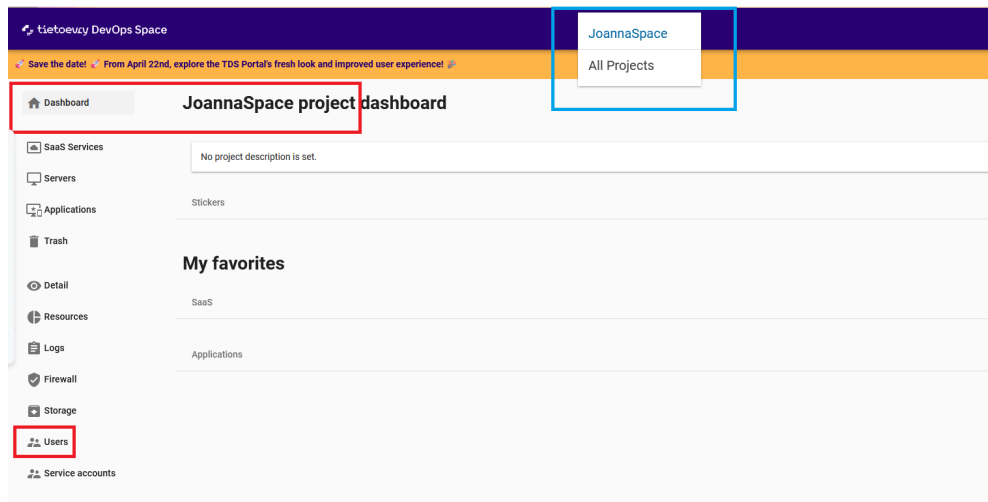 tietoevry DevOps Space
JoannaSpace
All Projects
🎉 Save the date! 🎉 From April 22nd, explore the TDS Portal's fresh look and improved user experience! 🎉
Dashboard
JoannaSpace project dashboard
SaaS Services
No project description is set.
Servers
Applications
Stickers
Trash
My favorites
Detail
SaaS
Resources
Logs
Applications
Firewall
Storage
Users
Service accounts